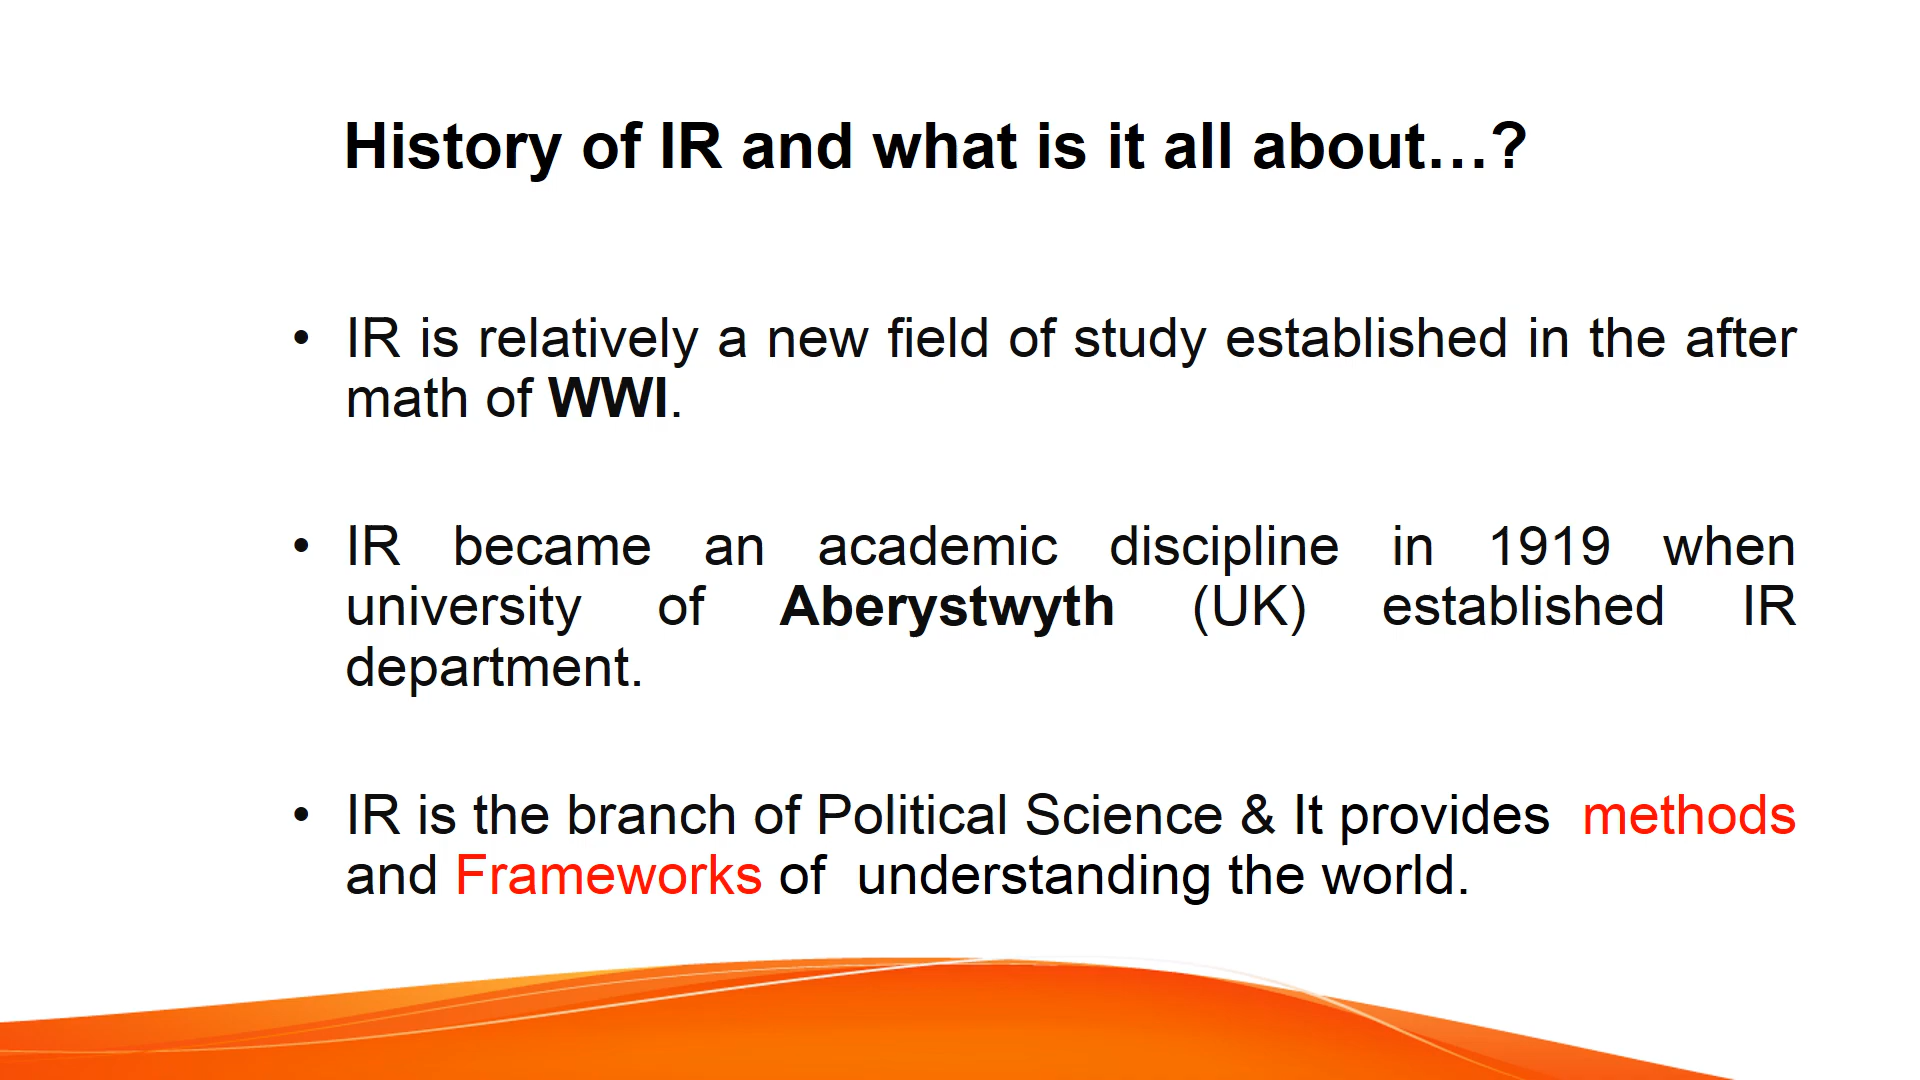 History of IR and what is it all about…?
• IR is relatively a new field of study established in the after
math of WWI.
• IR became an academic discipline in 1919 when
university of Aberystwyth (UK) established IR
department.
• IR is the branch of Political Science & It provides methods
and Frameworks of understanding the world.